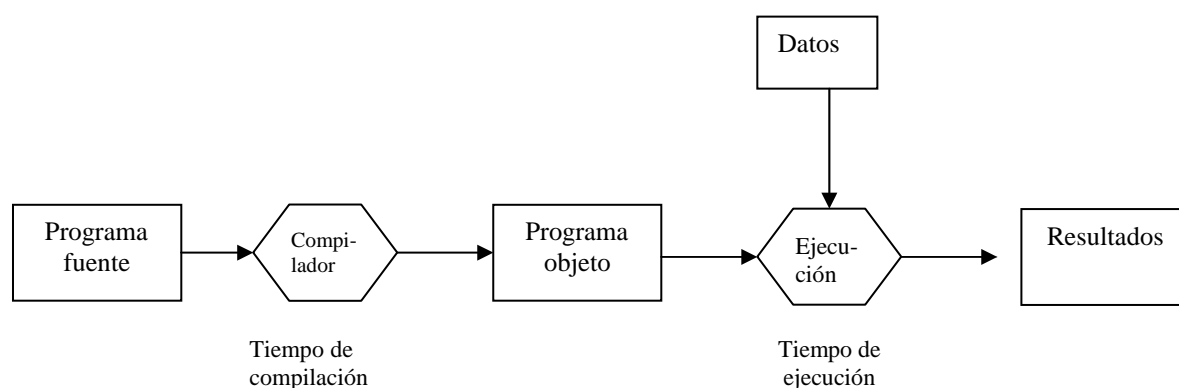 Datos
Programa
fuente
Compi-
lador
Programa
objeto
Ejecu-
ción
Resultados
Tiempo de
compilación
Tiempo de
ejecución